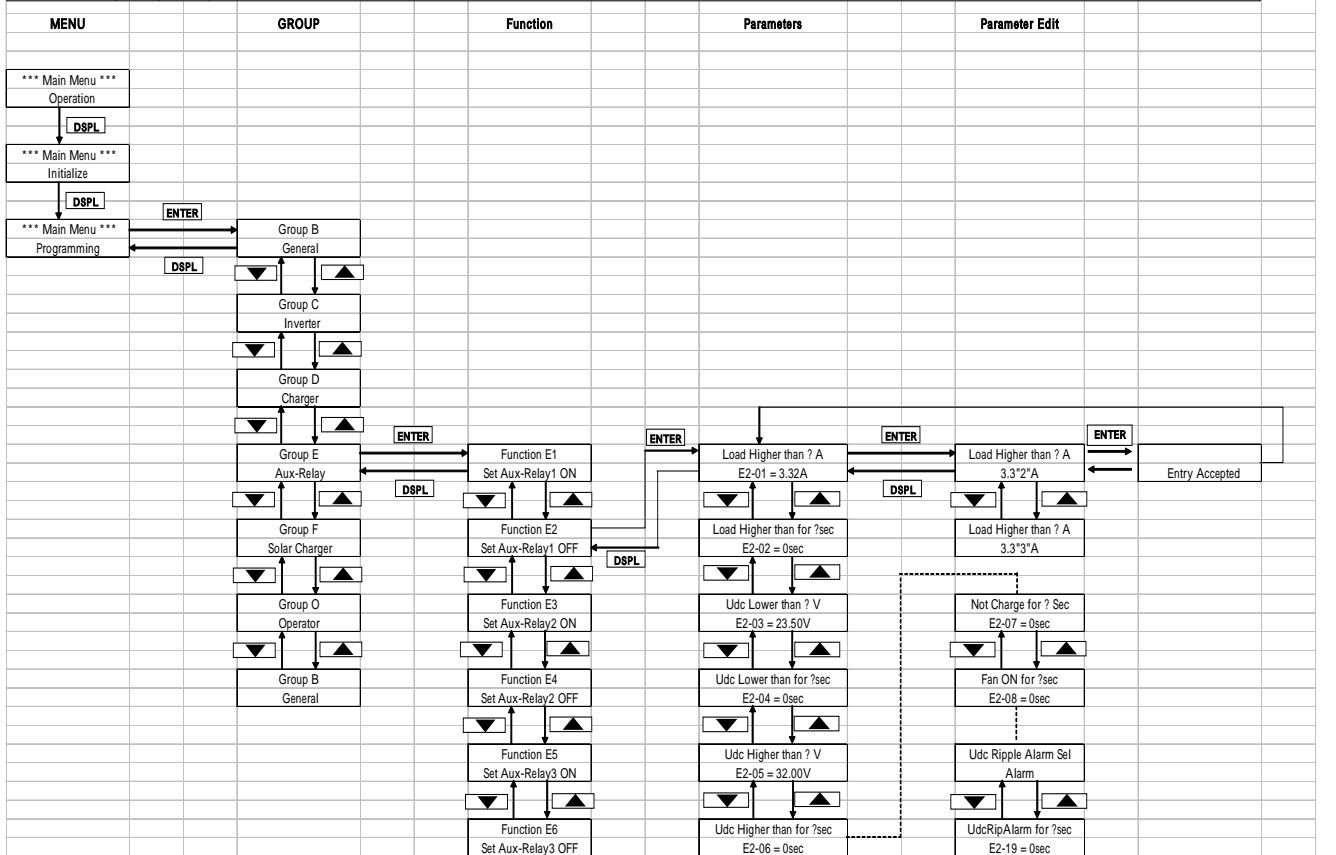 MENU GROUP Function Parameters Parameter Edit
*** Main Menu ***
Operation
DSPL
*** Main Menu ***
Initialize
DSPL
ENTER
*** Main Menu *** Group B
Programming General
DSPL
Group C
Inverter
Group D
Charger
ENTER ENTER ENTER ENTER
Group E Function E1 Load Higher than ? A Load Higher than ? A
Aux-Relay Set Aux-Relay1 ON E2-01 = 3.32A 3.3"2"A Entry Accepted
DSPL DSPL
Group F Function E2 Load Higher than for ?sec Load Higher than ? A
Solar Charger Set Aux-Relay1 OFF E2-02 = 0sec 3.3"3"A
DSPL
Group O Function E3 Udc Lower than ? V Not Charge for ? Sec
Operator Set Aux-Relay2 ON E2-03 = 23.50V E2-07 = 0sec
Group B Function E4 Udc Lower than for ?sec Fan ON for ?sec
General Set Aux-Relay2 OFF E2-04 = 0sec E2-08 = 0sec
Function E5 Udc Higher than ? V Udc Ripple Alarm Sel
Set Aux-Relay3 ON E2-05 = 32.00V Alarm
Function E6 Udc Higher than for ?sec UdcRipAlarm for ?sec
Set Aux-Relay3 OFF E2-06 = 0sec E2-19 = 0sec